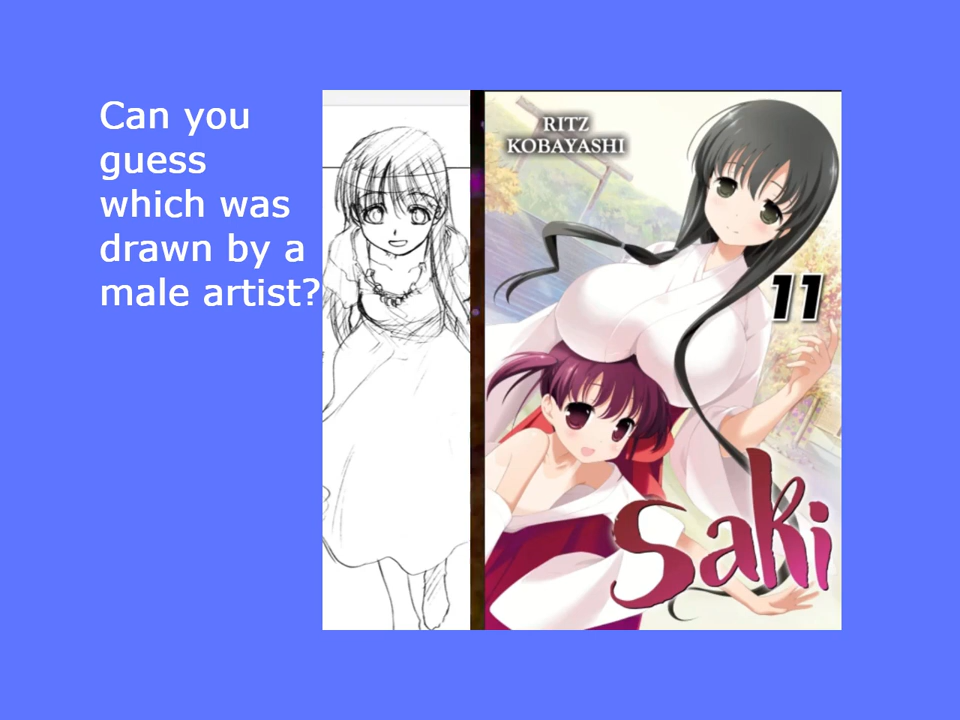 Can you
guess
which was
drawn by a
male artist?
RITZ
KOBAYASHI
11
Saki